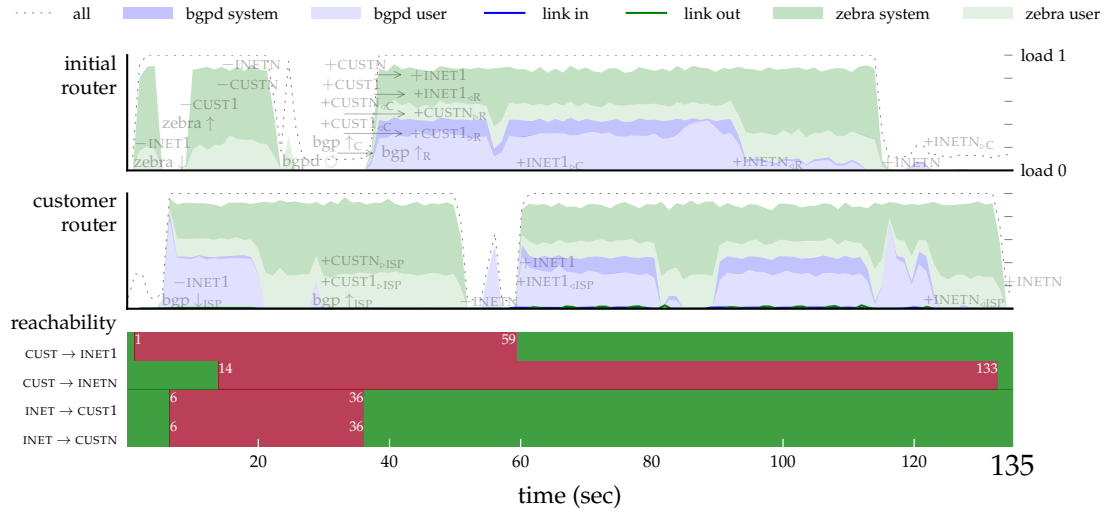 all bgpd system bgpd user link in link out zebra system zebra user
initial router
load 1
load 0
−INETN
−CUSTN
−CUST1
zebra ↑
−INET1
zebra ↓
bgpd ◌
+CUSTN
+CUST1
+CUSTN◃C
+CUST1◃C
bgp ↑C
+INET1
+INET1◃R
+CUSTN▹R
+CUST1▹R
bgp ↑R
+INET1▹C
+INETN◃R
−INETN
+INETN▹C
customer router
−INET1
bgp ↓ISP
+CUSTN▹ISP
+CUST1▹ISP
bgp ↑ISP
−INETN
+INET1
+INET1◃ISP
+INETN
+INETN◃ISP
reachability
CUST → INET1
1 59
CUST → INETN
14 133
INET → CUST1
6 36
INET → CUSTN
6 36
20 40 60 80 100 120 135
time (sec)